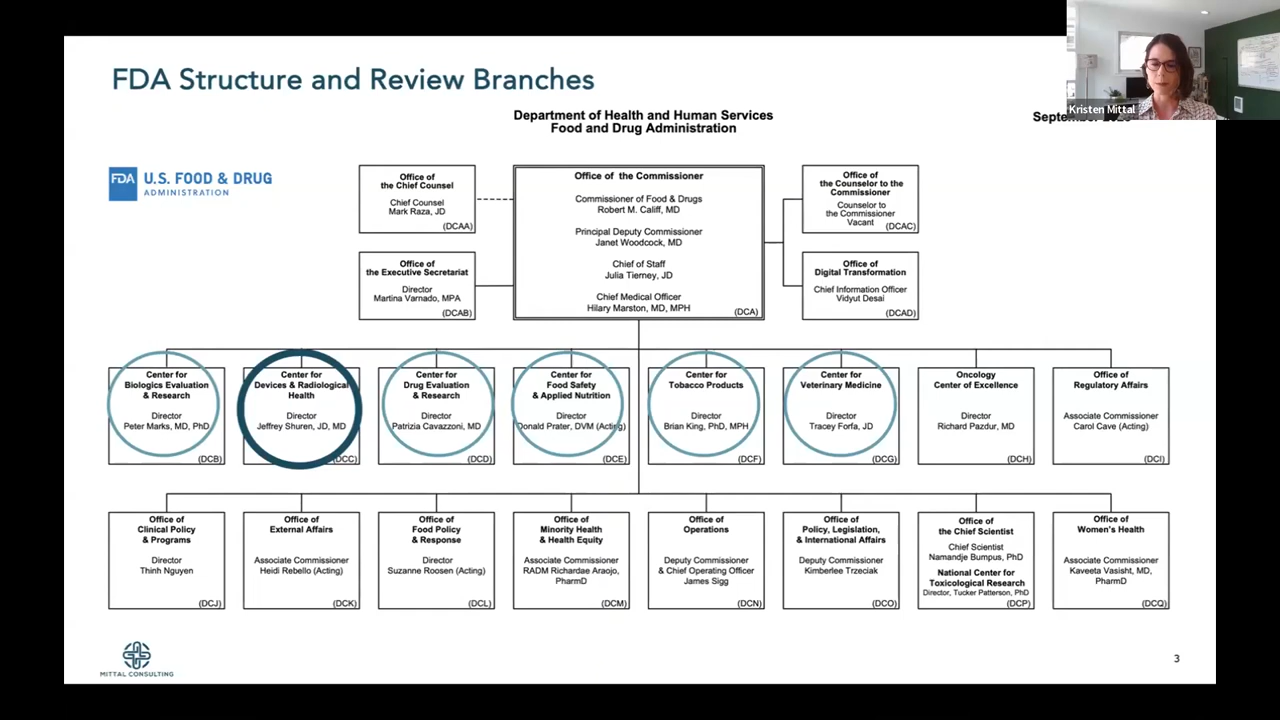 FDA Structure and Review Branches
Kristen Mittal
Department of Health and Human Services
Food and Drug Administration
FDA
U.S. FOOD & DRUG
ADMINISTRATION
Office of
the Chief Counsel
Chief Counsel
Mark Raza, JD
(DCAA)
Office of the Commissioner
Commissioner of Food & Drugs
Robert M. Califf, MD
Principal Deputy Commissioner
Janet Woodcock, MD
Chief of Staff
Julia Tierney, JD
Chief Medical Officer
Hilary Marston, MD, MPH
(DCA)
Office of
the Counselor to the
Commissioner
Counselor to
the Commissioner
Vacant
(DCAC)
Office of
the Executive Secretariat
Director
Martina Varnado, MPA
(DCAB)
Office of
Digital Transformation
Chief Information Officer
Vidyut Desai
(DCAD)
Center for
Biologics Evaluation
& Research
Director
Peter Marks, MD, PhD
(DCB)
Center for
Devices & Radiological
Health
Director
Jeffrey Shuren, JD, MD
(DCC)
Center for
Drug Evaluation
& Research
Director
Patrizia Cavazzoni, MD
(DCD)
Center for
Food Safety
& Applied Nutrition
Director
Donald Prater, DVM (Acting)
(DCE)
Center for
Tobacco Products
Director
Brian King, PhD, MPH
(DCF)
Center for
Veterinary Medicine
Director
Tracey Forfa, JD
(DCG)
Oncology
Center of Excellence
Director
Richard Pazdur, MD
(DCH)
Office of
Regulatory Affairs
Associate Commissioner
Carol Cave (Acting)
(DCI)
Office of
Clinical Policy
& Programs
Director
Thinh Nguyen
(DCJ)
Office of
External Affairs
Associate Commissioner
Heidi Rebello (Acting)
(DCK)
Office of
Food Policy
& Response
Director
Suzanne Roosen (Acting)
(DCL)
Office of
Minority Health
& Health Equity
Associate Commissioner
RADM Richardae Araojo,
PharmD
(DCM)
Office of
Operations
Deputy Commissioner
& Chief Operating Officer
James Sigg
(DCN)
Office of
Policy, Legislation,
& International Affairs
Deputy Commissioner
Kimberlee Trzeciak
(DCO)
Office of
the Chief Scientist
Chief Scientist
Namandje Bumpus, PhD
National Center for
Toxicological Research
Director, Tucker Patterson, PhD
(DCP)
Office of
Women's Health
Associate Commissioner
Kaveeta Vasisht, MD,
PharmD
(DCQ)
MITTAL CONSULTING
3